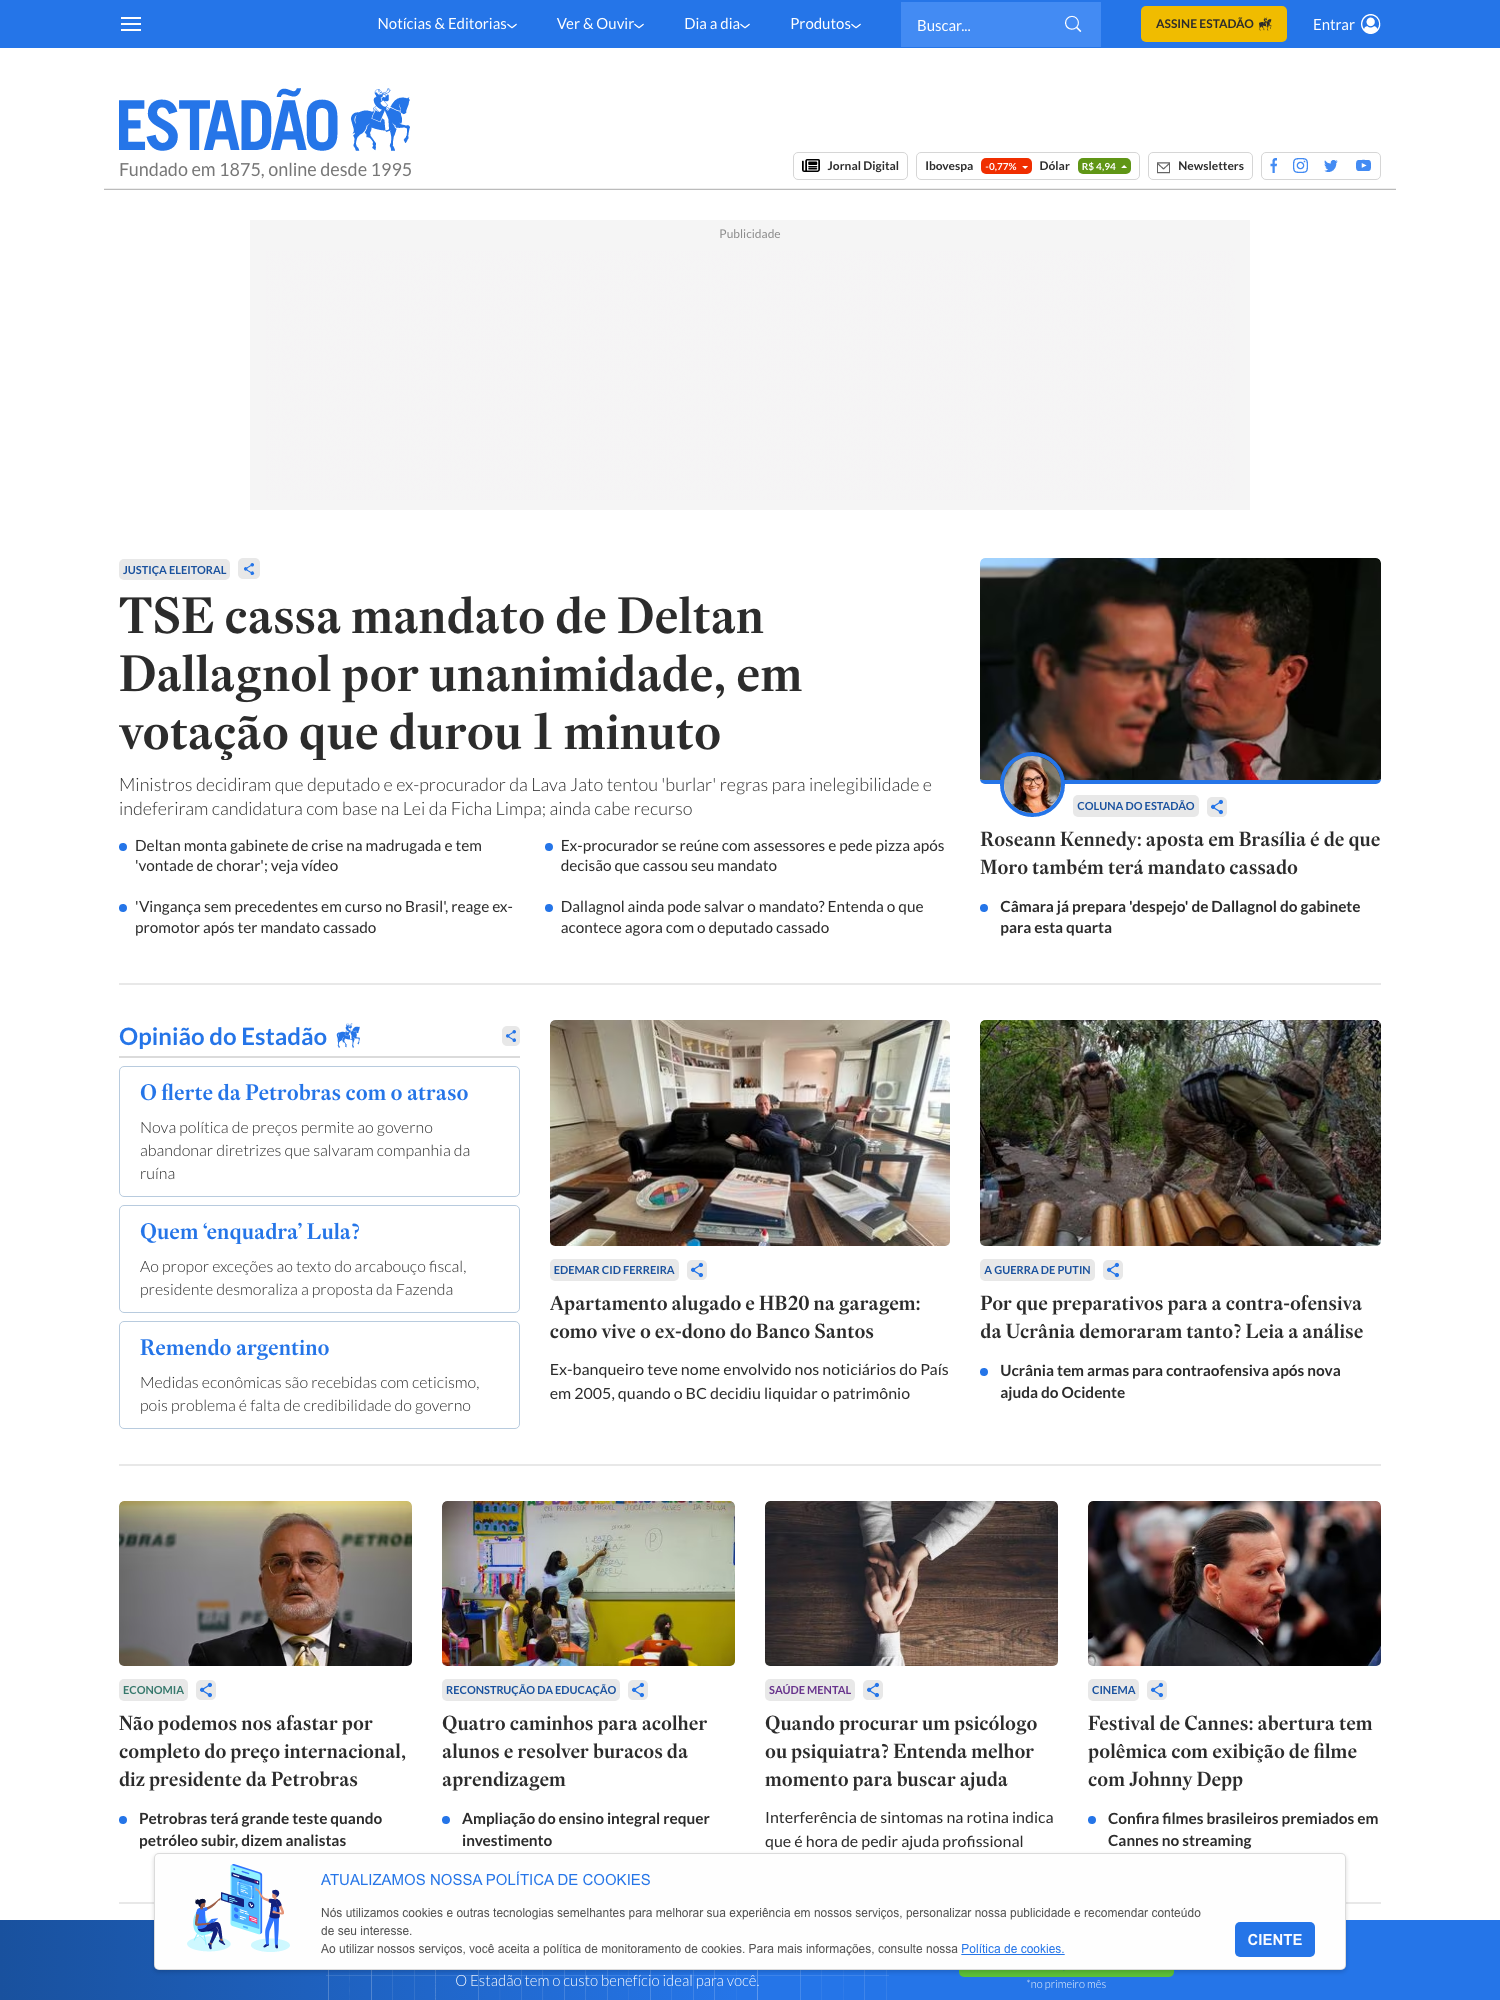 Notícias & Editorias
Ver & Ouvir
Dia a dia
Produtos
Buscar...
ASSINE ESTADÃO
Entrar
ESTADÃO
Fundado em 1875, online desde 1995
Jornal Digital
Ibovespa -0,77% Dólar R$ 4,94
Newsletters
Publicidade
JUSTIÇA ELEITORAL
TSE cassa mandato de Deltan
Dallagnol por unanimidade, em
votação que durou 1 minuto
Ministros decidiram que deputado e ex-procurador da Lava Jato tentou 'burlar' regras para inelegibilidade e
indeferiram candidatura com base na Lei da Ficha Limpa; ainda cabe recurso
Deltan monta gabinete de crise na madrugada e tem
'vontade de chorar'; veja vídeo
Ex-procurador se reúne com assessores e pede pizza após
decisão que cassou seu mandato
'Vingança sem precedentes em curso no Brasil', reage ex-
promotor após ter mandato cassado
Dallagnol ainda pode salvar o mandato? Entenda o que
acontece agora com o deputado cassado
COLUNA DO ESTADÃO
Roseann Kennedy: aposta em Brasília é de que
Moro também terá mandato cassado
Câmara já prepara 'despejo' de Dallagnol do gabinete
para esta quarta
Opinião do Estadão
O flerte da Petrobras com o atraso
Nova política de preços permite ao governo
abandonar diretrizes que salvaram companhia da
ruína
Quem ‘enquadra’ Lula?
Ao propor exceções ao texto do arcabouço fiscal,
presidente desmoraliza a proposta da Fazenda
Remendo argentino
Medidas econômicas são recebidas com ceticismo,
pois problema é falta de credibilidade do governo
EDEMAR CID FERREIRA
Apartamento alugado e HB20 na garagem:
como vive o ex-dono do Banco Santos
Ex-banqueiro teve nome envolvido nos noticiários do País
em 2005, quando o BC decidiu liquidar o patrimônio
A GUERRA DE PUTIN
Por que preparativos para a contra-ofensiva
da Ucrânia demoraram tanto? Leia a análise
Ucrânia tem armas para contraofensiva após nova
ajuda do Ocidente
OBRAS
PETROB
PETROBRAS
ECONOMIA
Não podemos nos afastar por
completo do preço internacional,
diz presidente da Petrobras
Petrobras terá grande teste quando
petróleo subir, dizem analistas
RECONSTRUÇÃO DA EDUCAÇÃO
Quatro caminhos para acolher
alunos e resolver buracos da
aprendizagem
Ampliação do ensino integral requer
investimento
SAÚDE MENTAL
Quando procurar um psicólogo
ou psiquiatra? Entenda melhor
momento para buscar ajuda
Interferência de sintomas na rotina indica
que é hora de pedir ajuda profissional
CINEMA
Festival de Cannes: abertura tem
polêmica com exibição de filme
com Johnny Depp
Confira filmes brasileiros premiados em
Cannes no streaming
ATUALIZAMOS NOSSA POLÍTICA DE COOKIES
Nós utilizamos cookies e outras tecnologias semelhantes para melhorar sua experiência em nossos serviços, personalizar nossa publicidade e recomendar conteúdo
de seu interesse.
Ao utilizar nossos serviços, você aceita a política de monitoramento de cookies. Para mais informações, consulte nossa Política de cookies.
CIENTE
O Estadão tem o custo benefício ideal para você.
*no primeiro mês